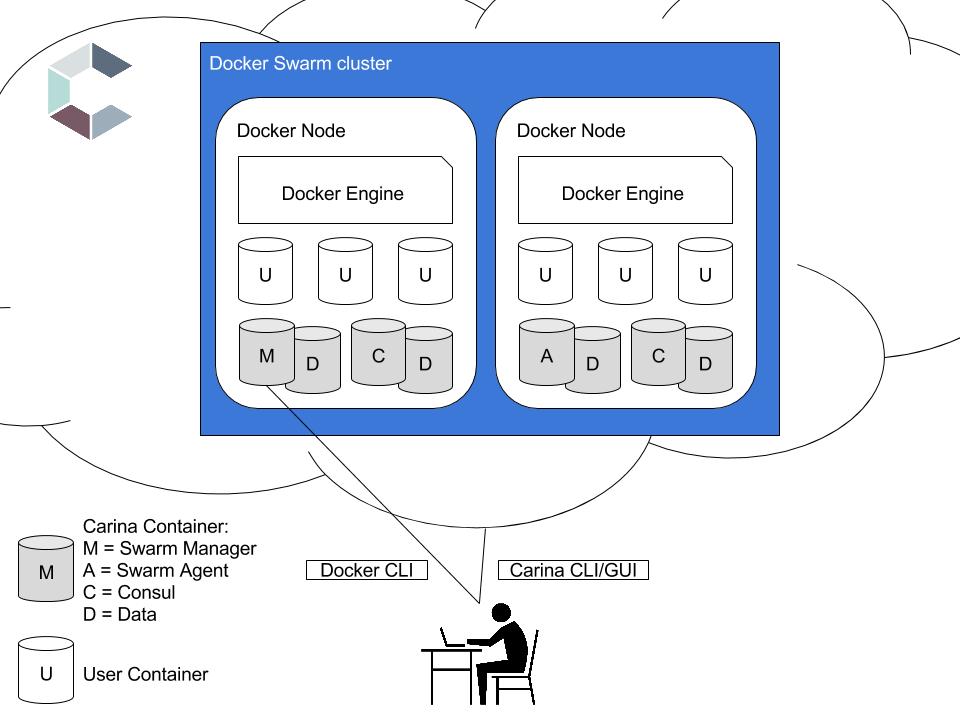 Docker Swarm cluster
Docker Node
Docker Node
Docker Engine
Docker Engine
U U U
U U U
M D C D
A D C D
Carina Container:
M = Swarm Manager
A = Swarm Agent
C = Consul
D = Data
M
Docker CLI
Carina CLI/GUI
U
User Container